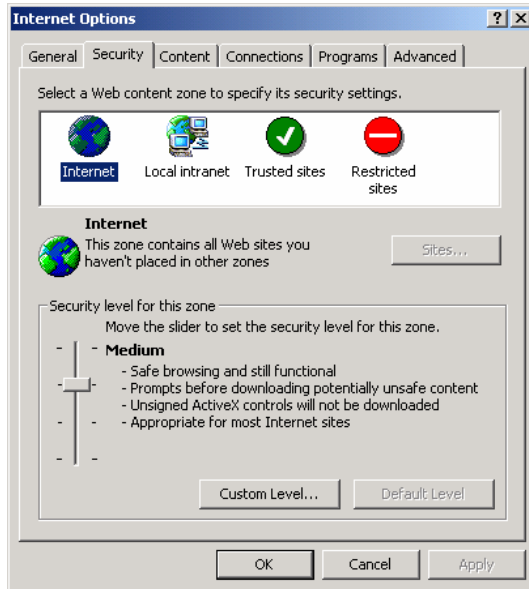 Internet Options
General Security Content Connections Programs Advanced
Select a Web content zone to specify its security settings.
Internet Local intranet Trusted sites Restricted
sites
Internet
This zone contains all Web sites you
haven't placed in other zones
Sites...
Security level for this zone
Move the slider to set the security level for this zone.
Medium
- Safe browsing and still functional
- Prompts before downloading potentially unsafe content
- Unsigned ActiveX controls will not be downloaded
- Appropriate for most Internet sites
Custom Level... Default Level
OK Cancel Apply